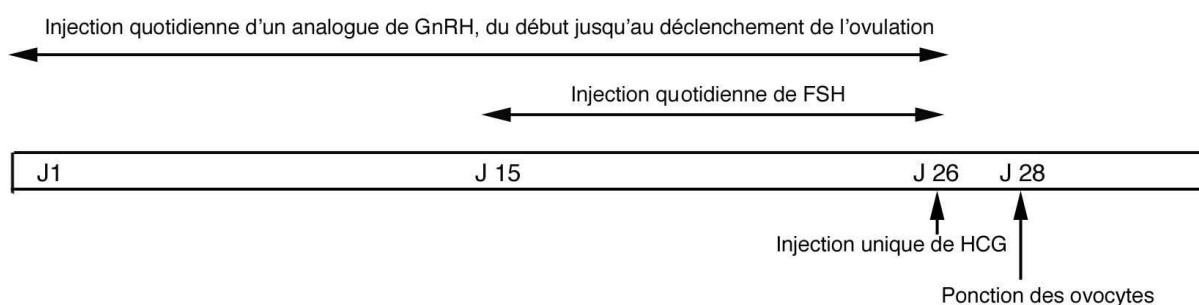 Injection quotidienne d'un analogue de GnRH, du début jusqu'au déclenchement de l'ovulation
Injection quotidienne de FSH
J1 J 15 J 26 J 28
Injection unique de HCG
Ponction des ovocytes